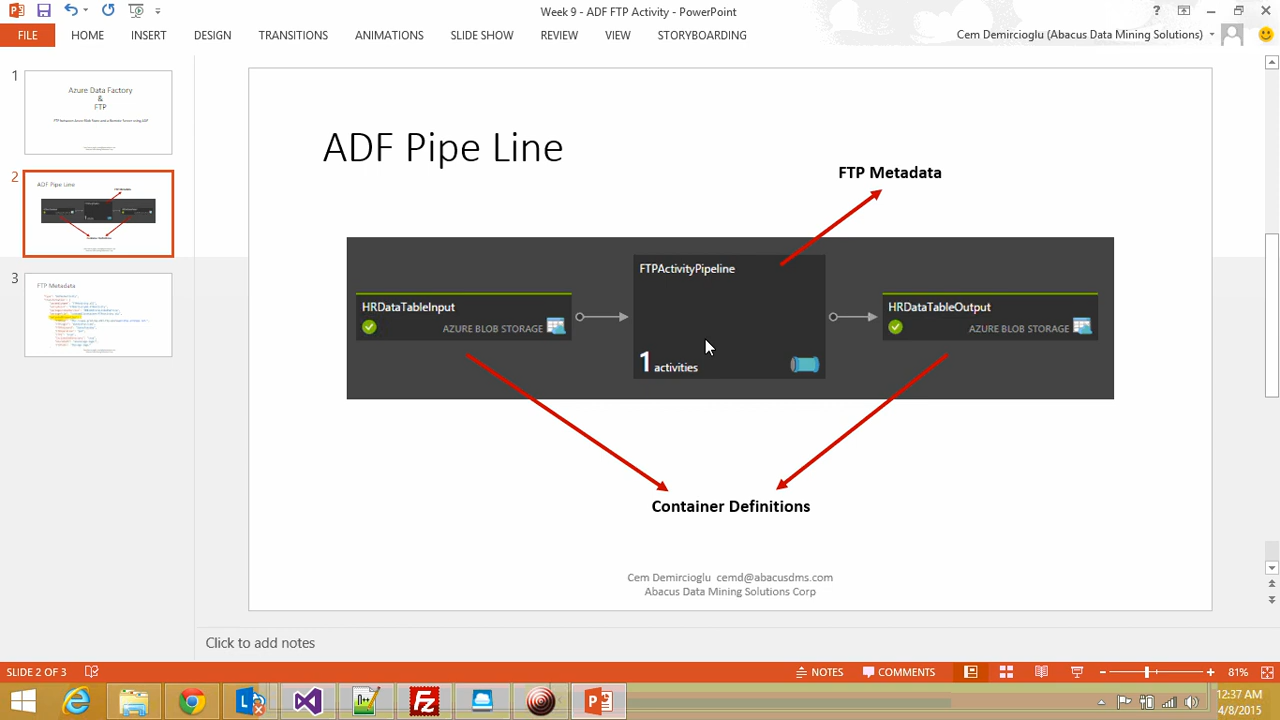 Week 9 - ADF FTP Activity - PowerPoint
?
FILE
HOME
INSERT
DESIGN
TRANSITIONS
ANIMATIONS
SLIDE SHOW
REVIEW
VIEW
STORYBOARDING
Cem Demircioglu (Abacus Data Mining Solutions)
1
Azure Data Factory
&
FTP
2
ADF Pipe Line
3
FTP Metadata
ADF Pipe Line
FTP Metadata
FTPActivityPipeline
HRDataTableInput
AZURE BLOB STORAGE
1 activities
HRDataTableOutput
AZURE BLOB STORAGE
Container Definitions
Cem Demircioglu cemd@abacusdms.com
Abacus Data Mining Solutions Corp
Click to add notes
SLIDE 2 OF 3
NOTES
COMMENTS
81%
12:37 AM
4/8/2015